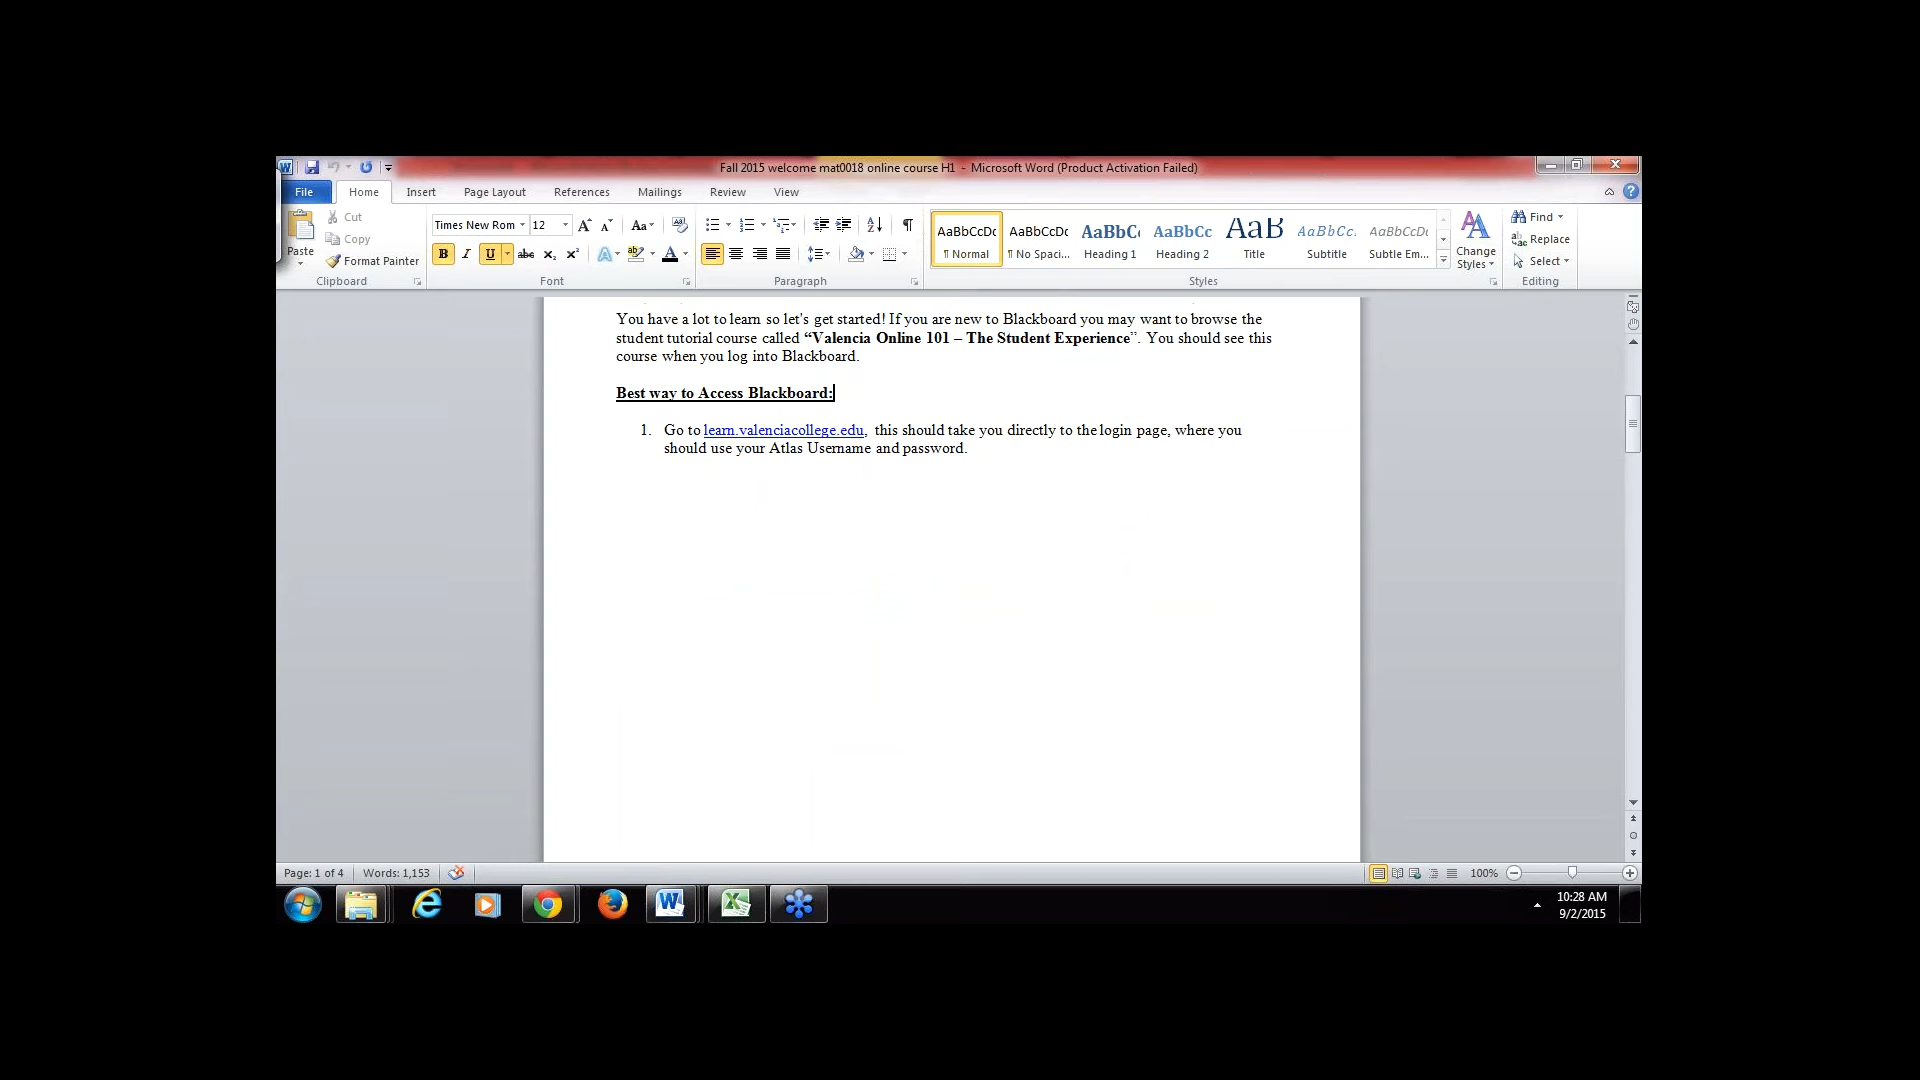 Fall 2015 welcome mat0018 online course H1 - Microsoft Word (Product Activation Failed)
File Home Insert Page Layout References Mailings Review View
Cut
Copy
Format Painter
Paste
Clipboard
Times New Rom 12
Font
Paragraph
AaBbCcDc AaBbCcDc AaBbC AaBbCc AaB AaBbCc. AaBbCcDc
¶ Normal ¶ No Spaci... Heading 1 Heading 2 Title Subtitle Subtle Em...
Change
Styles
Styles
Find
Replace
Select
Editing
You have a lot to learn so let's get started! If you are new to Blackboard you may want to browse the
student tutorial course called “Valencia Online 101 – The Student Experience”. You should see this
course when you log into Blackboard.
Best way to Access Blackboard:
1. Go to learn.valenciacollege.edu, this should take you directly to the login page, where you
should use your Atlas Username and password.
Page: 1 of 4 Words: 1,153 100%
10:28 AM
9/2/2015